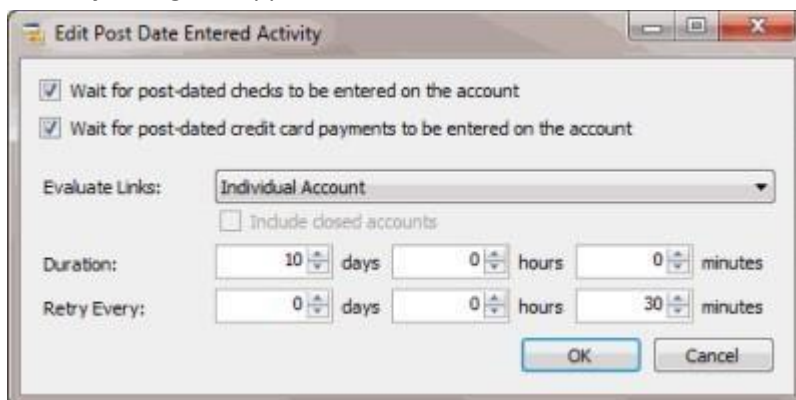 Edit Post Date Entered Activity
Wait for post-dated checks to be entered on the account
Wait for post-dated credit card payments to be entered on the account
Evaluate Links: Individual Account
Include closed accounts
Duration: 10 days 0 hours 0 minutes
Retry Every: 0 days 0 hours 30 minutes
OK Cancel